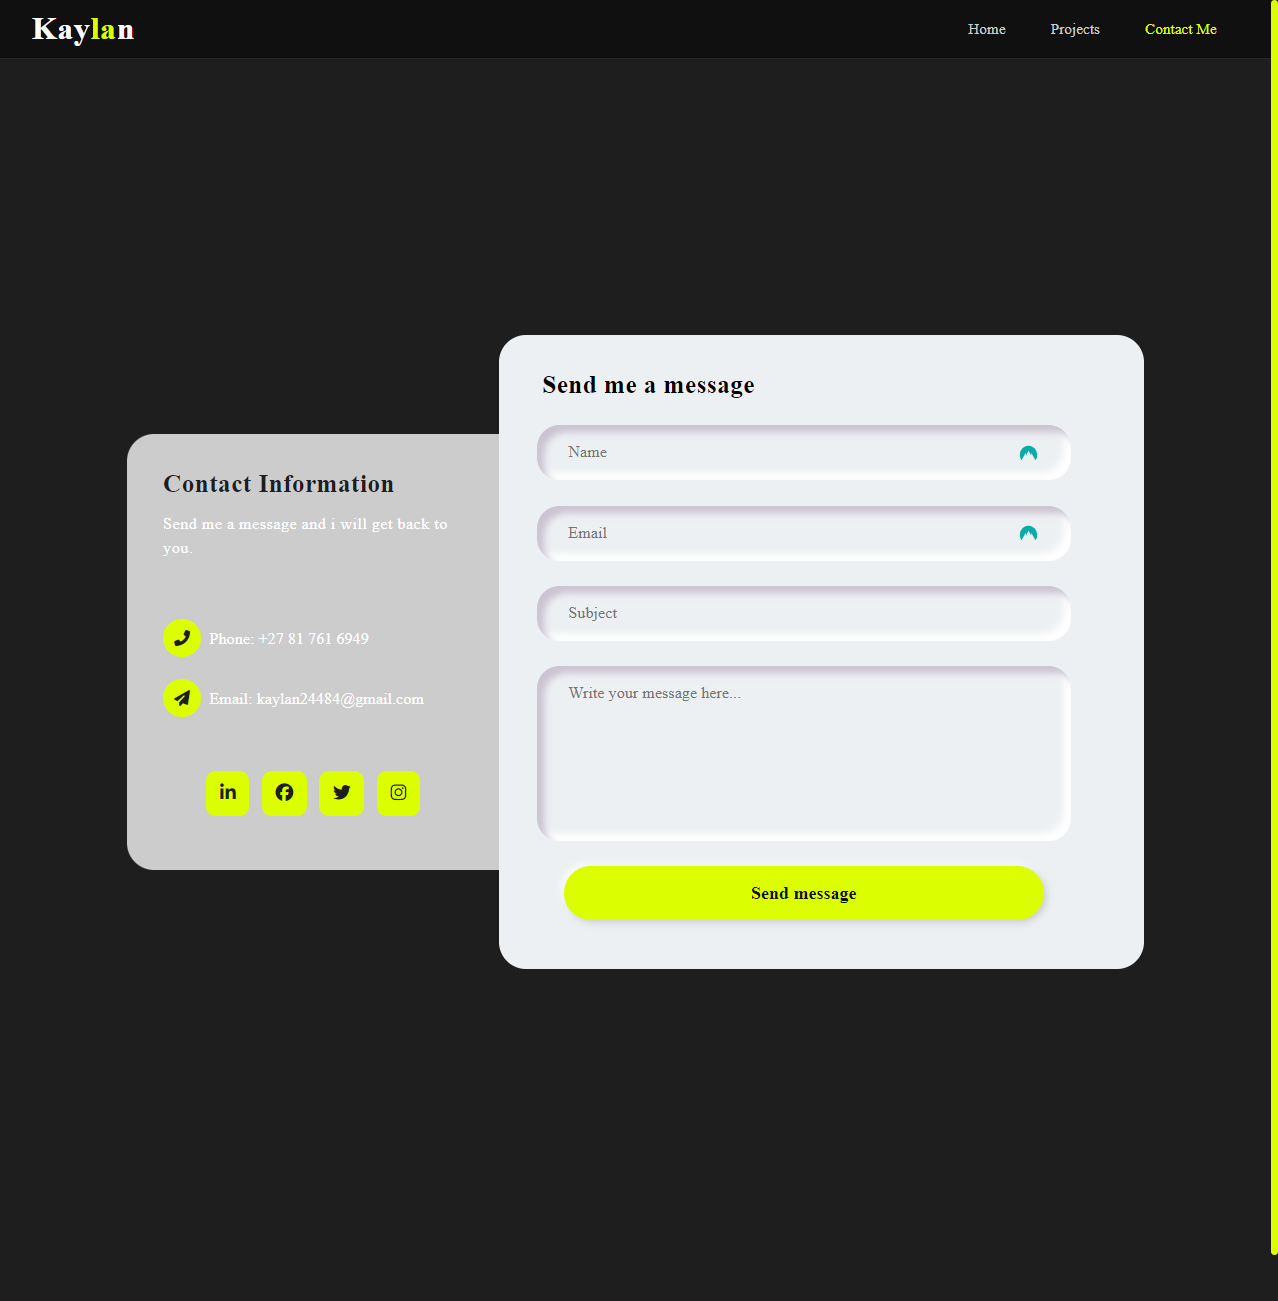 Kaylan
Home
Projects
Contact Me
Send me a message
Name
Email
Subject
Write your message here...
Send message
Contact Information
Send me a message and i will get back to
you.
Phone: +27 81 761 6949
Email: kaylan24484@gmail.com